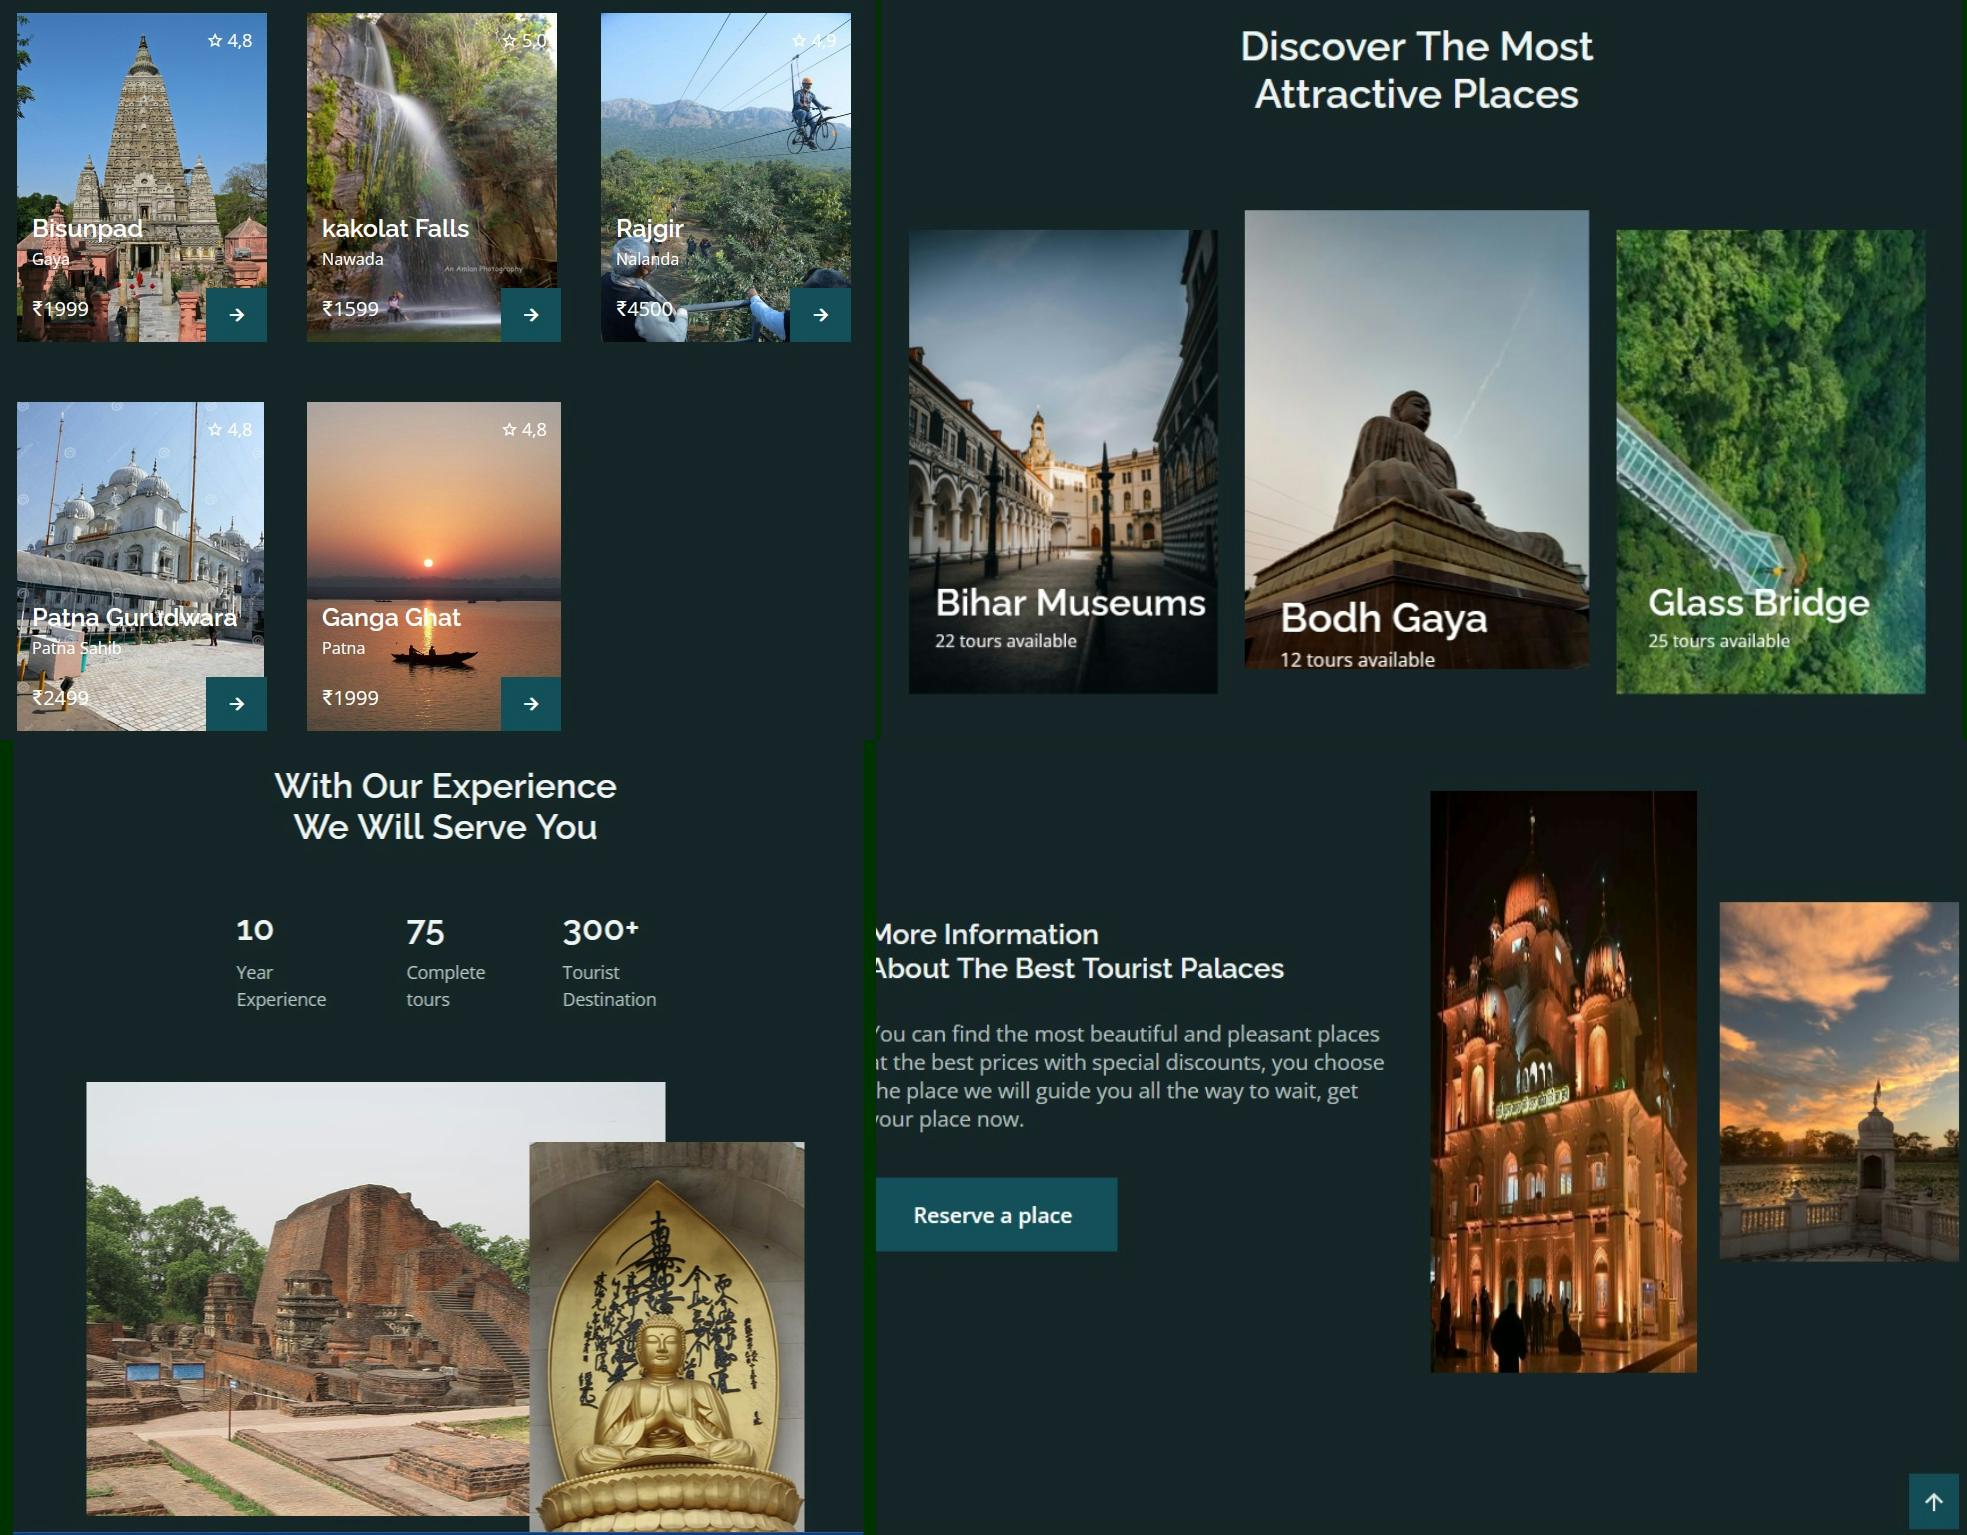 4,8
Bisunpad
Gaya
₹1999
5,0
kakolat Falls
Nawada
An Amlan Photography
₹1599
4,9
Rajgir
Nalanda
₹4500
4,8
Patna Gurudwara
Patna Sahib
₹2499
4,8
Ganga Ghat
Patna
₹1999
Discover The Most
Attractive Places
Bihar Museums
22 tours available
Bodh Gaya
12 tours available
Glass Bridge
25 tours available
With Our Experience
We Will Serve You
10
Year
Experience
75
Complete
tours
300+
Tourist
Destination
More Information
About The Best Tourist Palaces
You can find the most beautiful and pleasant places
at the best prices with special discounts, you choose
the place we will guide you all the way to wait, get
your place now.
Reserve a place